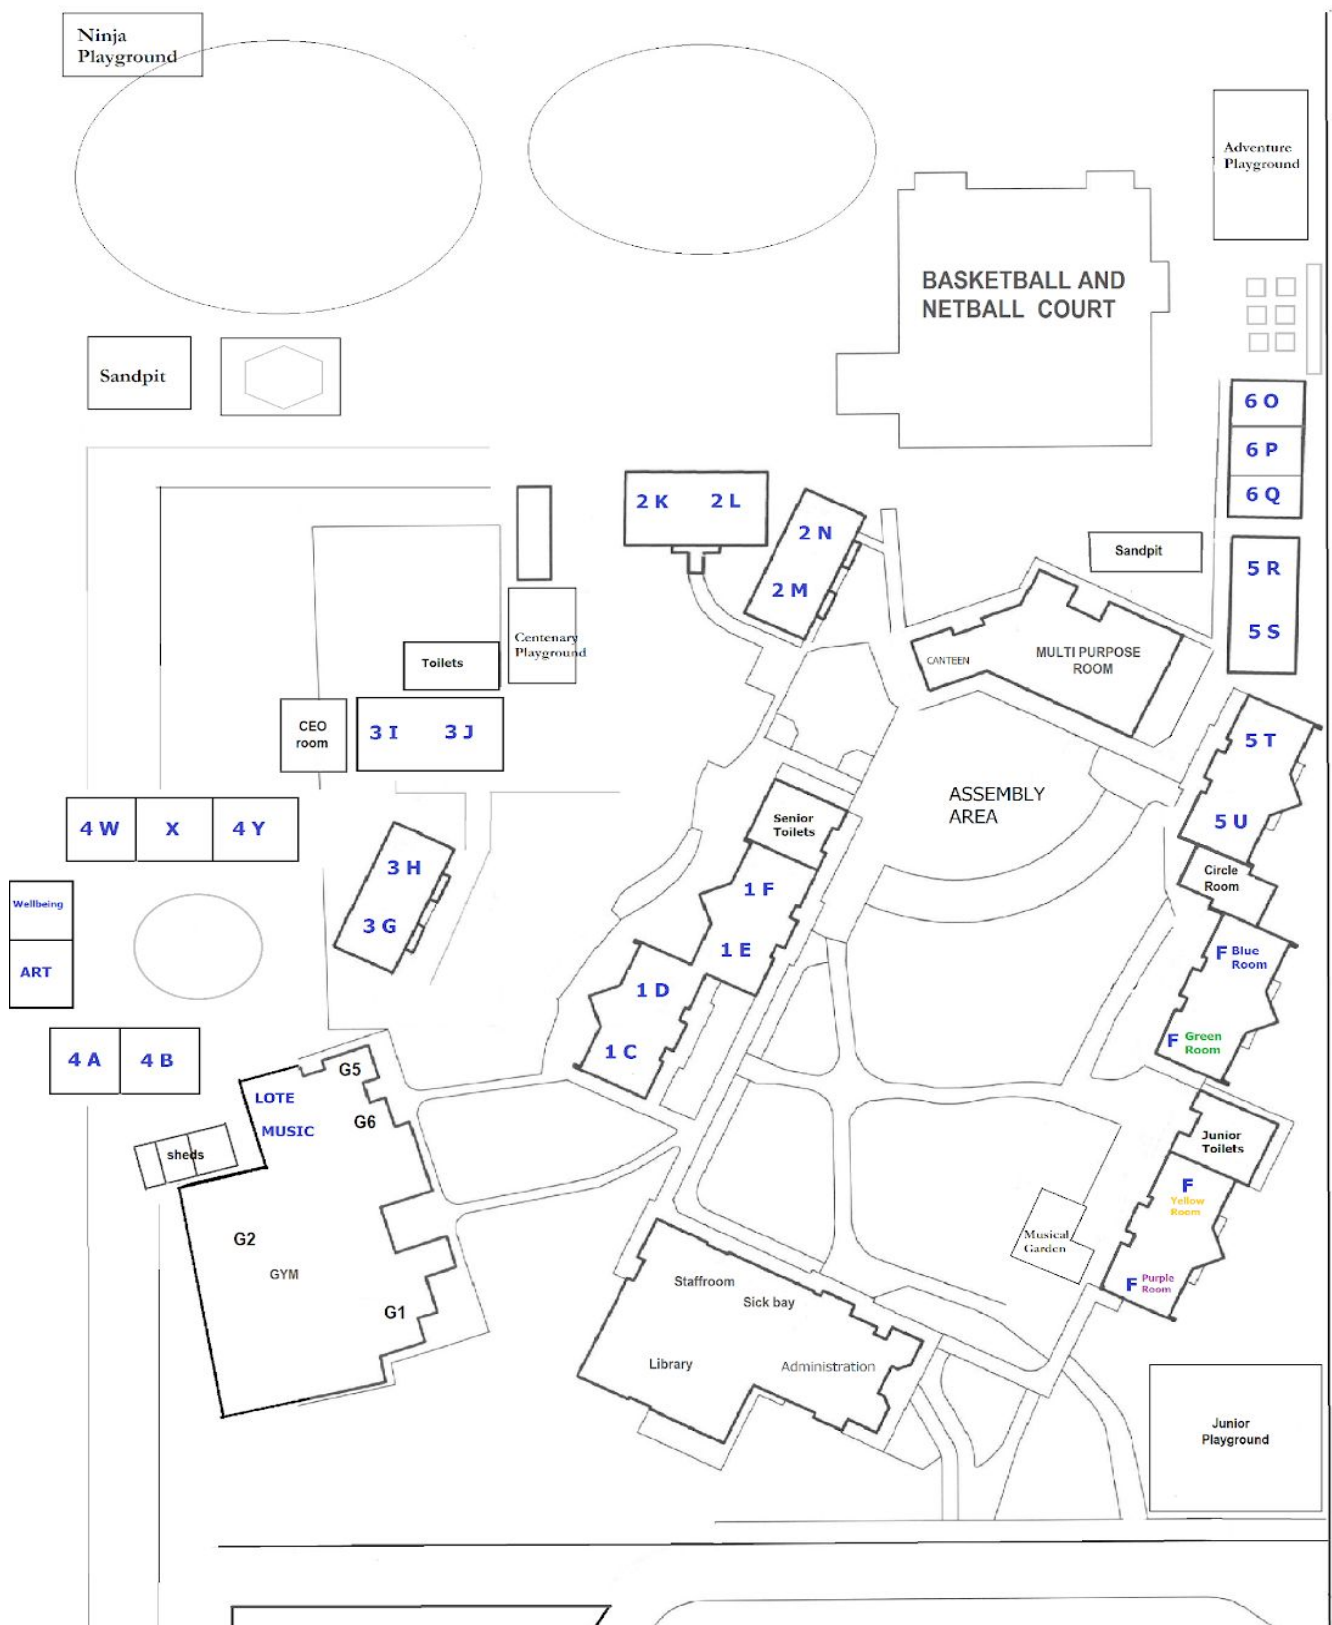 Ninja
Playground
Adventure
Playground
BASKETBALL AND
NETBALL COURT
Sandpit
6 O
6 P
6 Q
2 K
2 L
2 N
2 M
Sandpit
5 R
5 S
Centenary
Playground
Toilets
CANTEEN
MULTI PURPOSE
ROOM
CEO
room
3 I
3 J
5 T
5 U
ASSEMBLY
AREA
4 W
X
4 Y
Senior
Toilets
3 H
3 G
1 F
1 E
Circle
Room
Wellbeing
ART
F Blue
Room
1 D
1 C
F Green
Room
4 A
4 B
G5
LOTE
G6
MUSIC
sheds
Junior
Toilets
F
Yellow
Room
G2
GYM
G1
Musical
Garden
Staffroom
Sick bay
F Purple
Room
Library
Administration
Junior
Playground